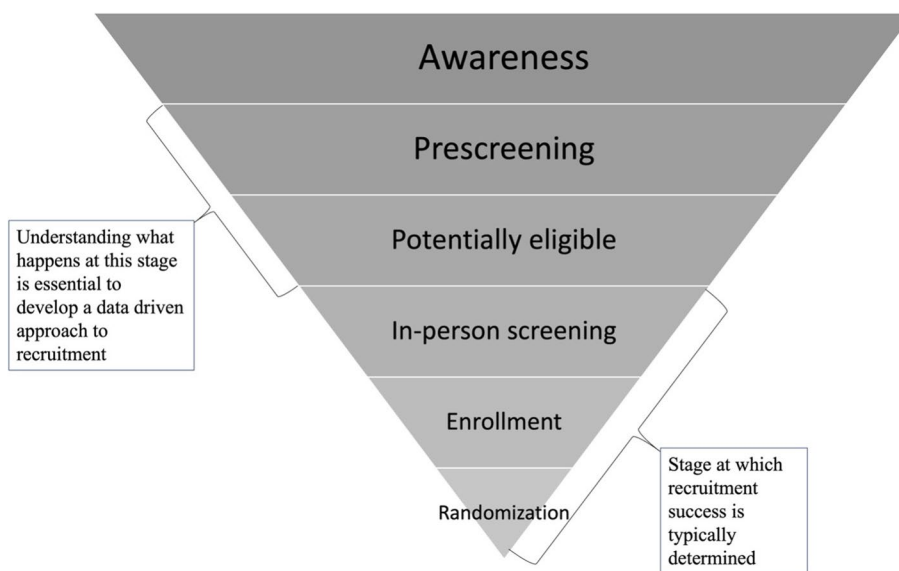 Awareness
Prescreening
Potentially eligible
In-person screening
Enrollment
Randomization
Understanding what
happens at this stage
is essential to
develop a data driven
approach to
recruitment
Stage at which
recruitment
success is
typically
determined